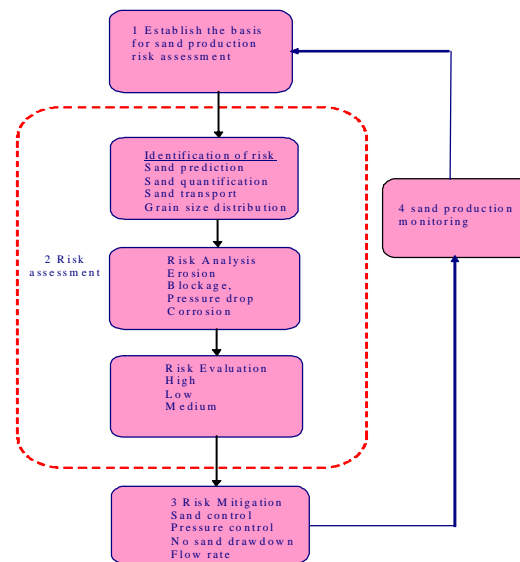 1 Establish the basis
for sand production
risk assessment
Identification of risk
Sand prediction
Sand quantification
Sand transport
Grain size distribution
2 Risk
assessment
Risk Analysis
Erosion
Blockage,
Pressure drop
Corrosion
Risk Evaluation
High
Low
Medium
3 Risk Mitigation
Sand control
Pressure control
No sand drawdown
Flow rate
4 sand production
monitoring